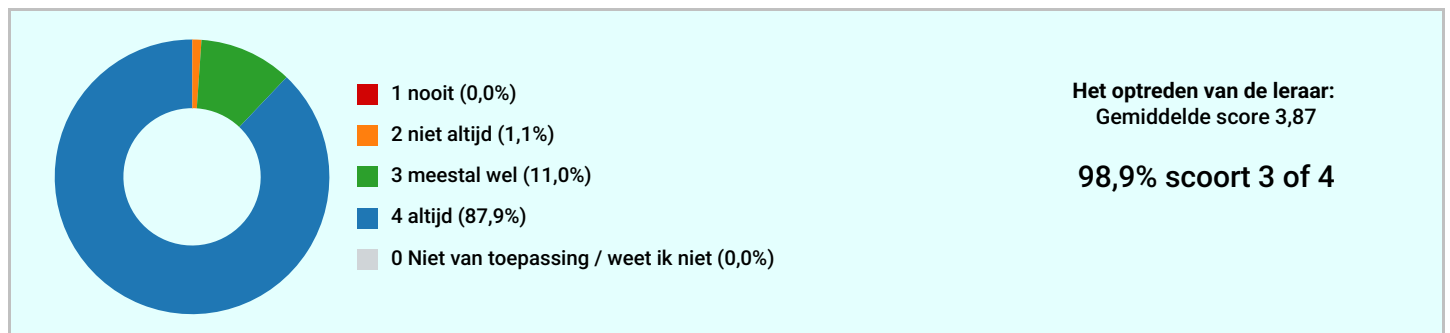 1 nooit (0,0%)
2 niet altijd (1,1%)
3 meestal wel (11,0%)
4 altijd (87,9%)
0 Niet van toepassing / weet ik niet (0,0%)
Het optreden van de leraar:
Gemiddelde score 3,87
98,9% scoort 3 of 4